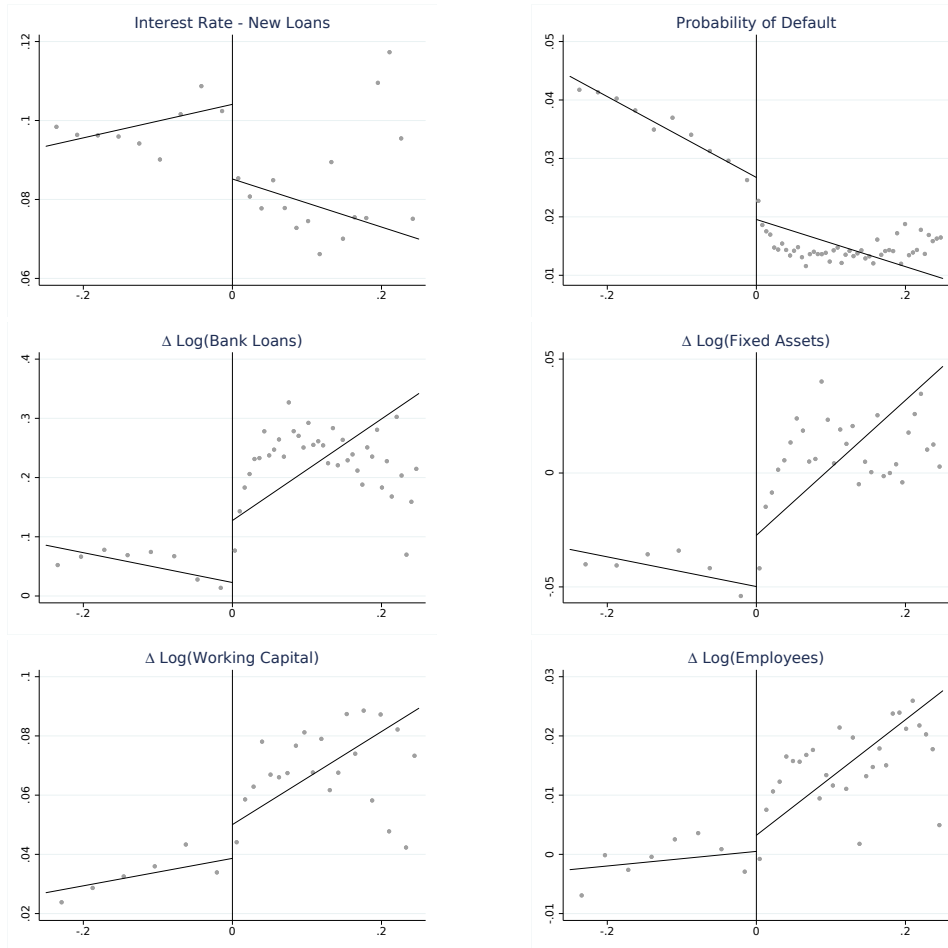 Interest Rate - New Loans
.12
.1
.08
.06
-.2 0 .2
Probability of Default
.05
.04
.03
.02
.01
-.2 0 .2
Δ Log(Bank Loans)
.4
.3
.2
.1
0
-.2 0 .2
Δ Log(Fixed Assets)
.05
0
-.05
-.2 0 .2
Δ Log(Working Capital)
.1
.08
.06
.04
.02
-.2 0 .2
Δ Log(Employees)
.03
.02
.01
0
-.01
-.2 0 .2